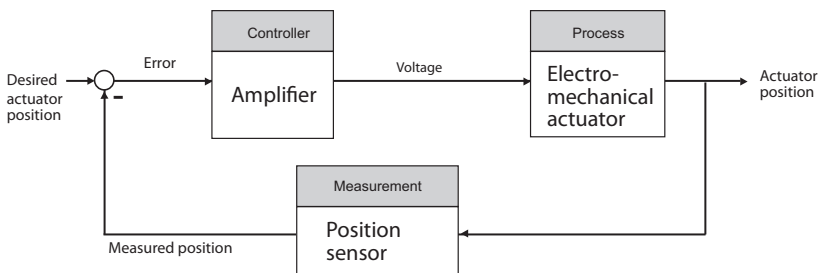 Controller
Process
Desired
actuator
position
Error
Amplifier
Voltage
Electro-
mechanical
actuator
Actuator
position
Measurement
Measured position
Position
sensor